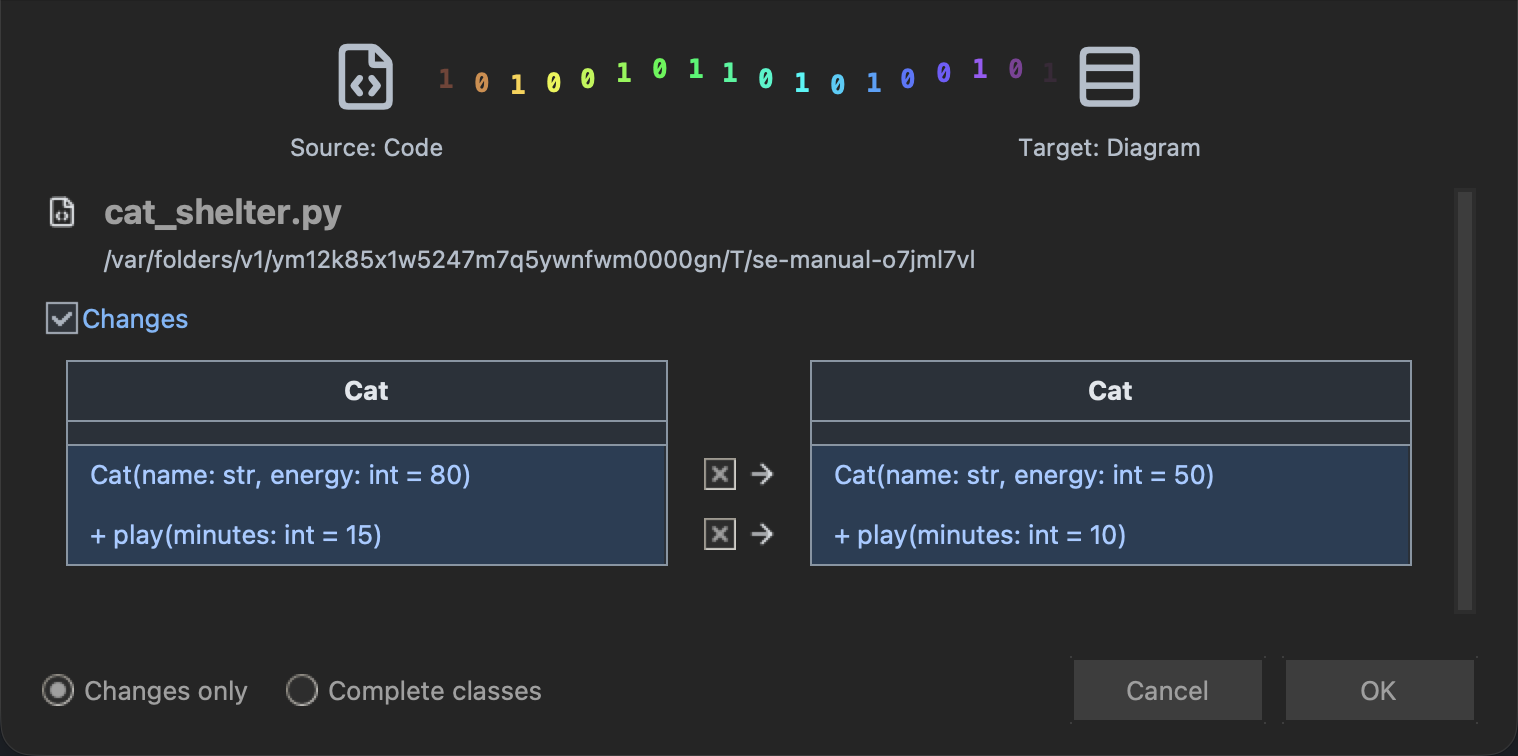 1 0 1 0 0 1 0 1 1 0 1 0 1 0 0 1 0 1
Source: Code
Target: Diagram
cat_shelter.py
/var/folders/v1/ym12k85x1w5247m7q5ywnfwm0000gn/T/se-manual-o7jml7vl
Changes
Cat
Cat
Cat(name: str, energy: int = 80)
Cat(name: str, energy: int = 50)
+ play(minutes: int = 15)
+ play(minutes: int = 10)
Changes only
Complete classes
Cancel
OK